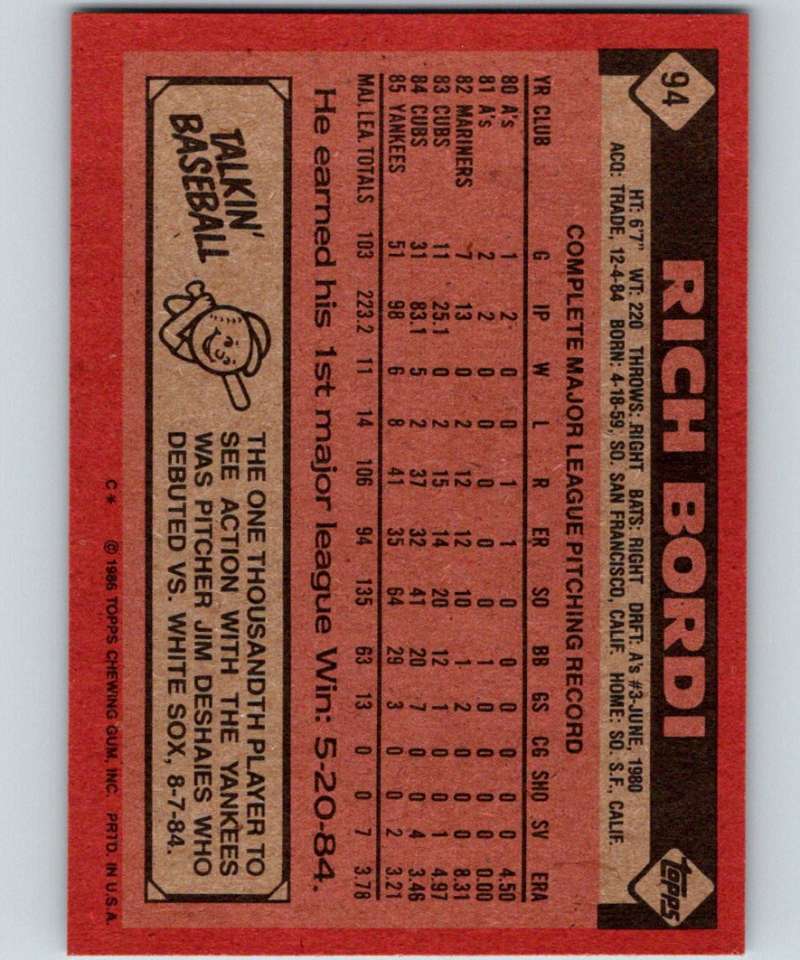 94
RICH BORDI
TOPPS
HT: 6'7" WT: 220 THROWS: RIGHT BATS: RIGHT DRFT: A's #3-JUNE, 1980
ACQ: TRADE, 12-4-84 BORN: 4-18-59, SO. SAN FRANCISCO, CALIF. HOME: SO. S.F., CALIF.
COMPLETE MAJOR LEAGUE PITCHING RECORD
YR CLUB G IP W L R ER SO BB GS CG SHO SV ERA
80 A's 1 2 0 0 1 1 0 0 0 0 0 0 4.50
81 A's 2 2 0 0 0 0 0 1 0 0 0 0 0.00
82 MARINERS 7 13 0 2 12 12 10 1 2 0 0 0 8.31
83 CUBS 11 25.1 0 2 15 14 20 12 1 0 0 1 4.97
84 CUBS 31 83.1 5 2 37 32 41 20 7 0 0 4 3.46
85 YANKEES 51 98 6 8 41 35 64 29 3 0 0 2 3.21
MAJ. LEA. TOTALS 103 223.2 11 14 106 94 135 63 13 0 0 7 3.78
He earned his 1st major league Win: 5-20-84.
TALKIN'
BASEBALL
THE ONE THOUSANDTH PLAYER TO
SEE ACTION WITH THE YANKEES
WAS PITCHER JIM DESHAIES WHO
DEBUTED VS. WHITE SOX, 8-7-84.
C* © 1986 TOPPS CHEWING GUM, INC. PRTD. IN U.S.A.